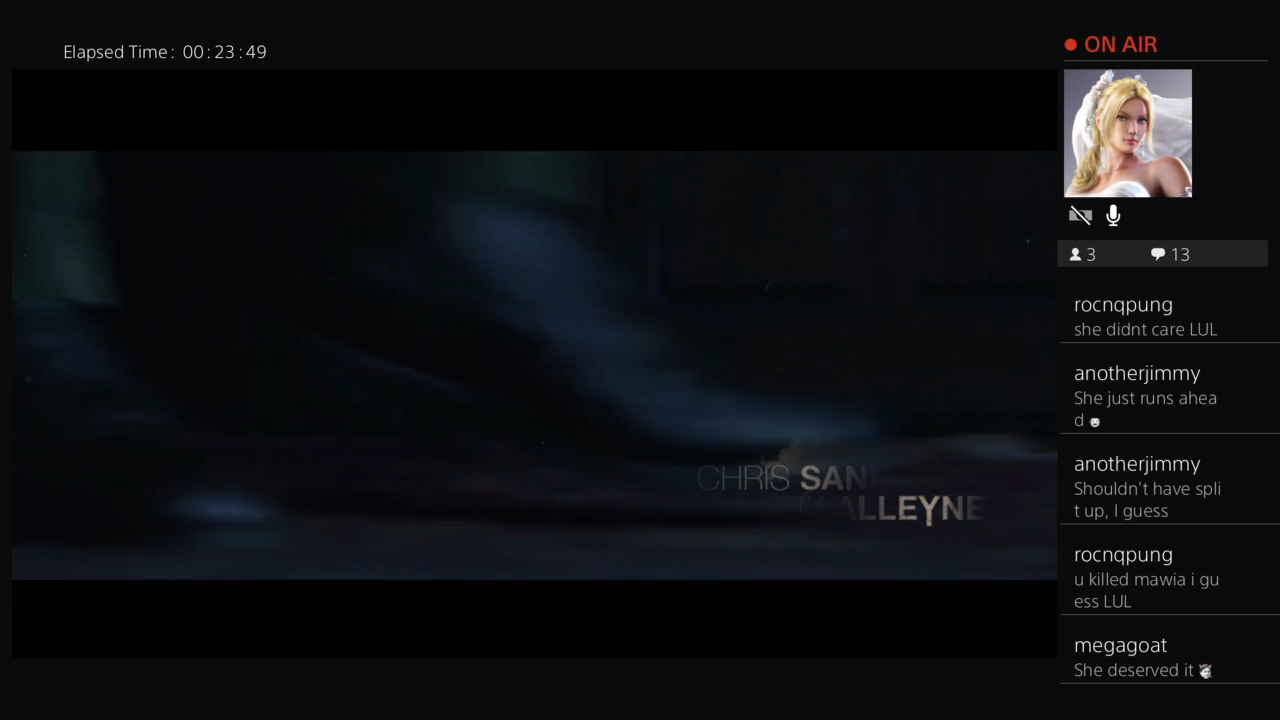 Elapsed Time: 00:23:49
ON AIR
3 13
rocnqpung
she didnt care LUL
anotherjimmy
She just runs ahea
d
anotherjimmy
Shouldn't have spli
t up, I guess
rocnqpung
u killed mawia i gu
ess LUL
megagoat
She deserved it
CHRIS SAN
MALLEYNE